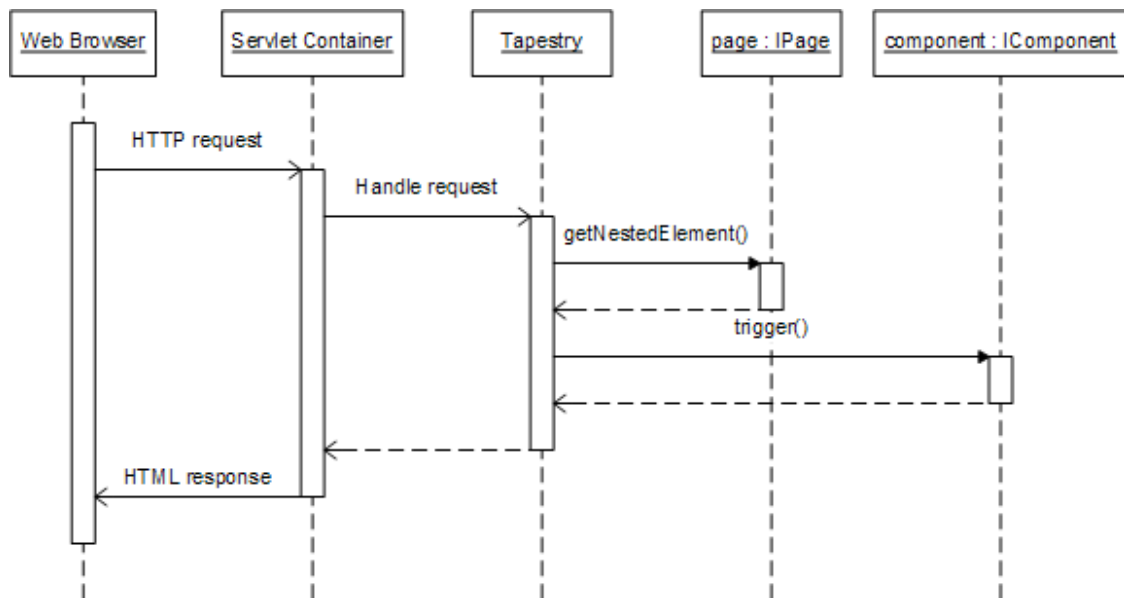 Web Browser
Servlet Container
Tapestry
page : IPage
component : IComponent
HTTP request
Handle request
getNestedElement()
trigger()
HTML response